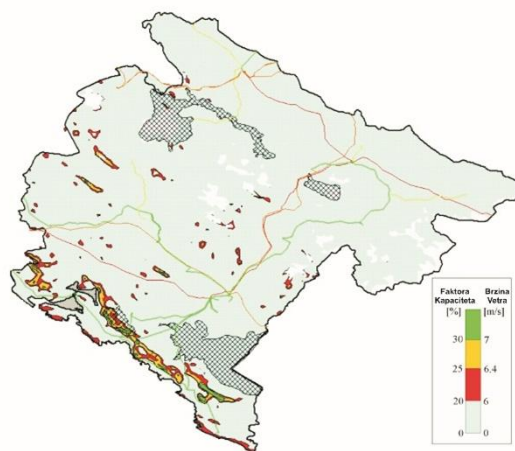 Faktora Brzina
Kapaciteta Vetra
[%] [m/s]
30 7
25 6.4
20 6
0 0